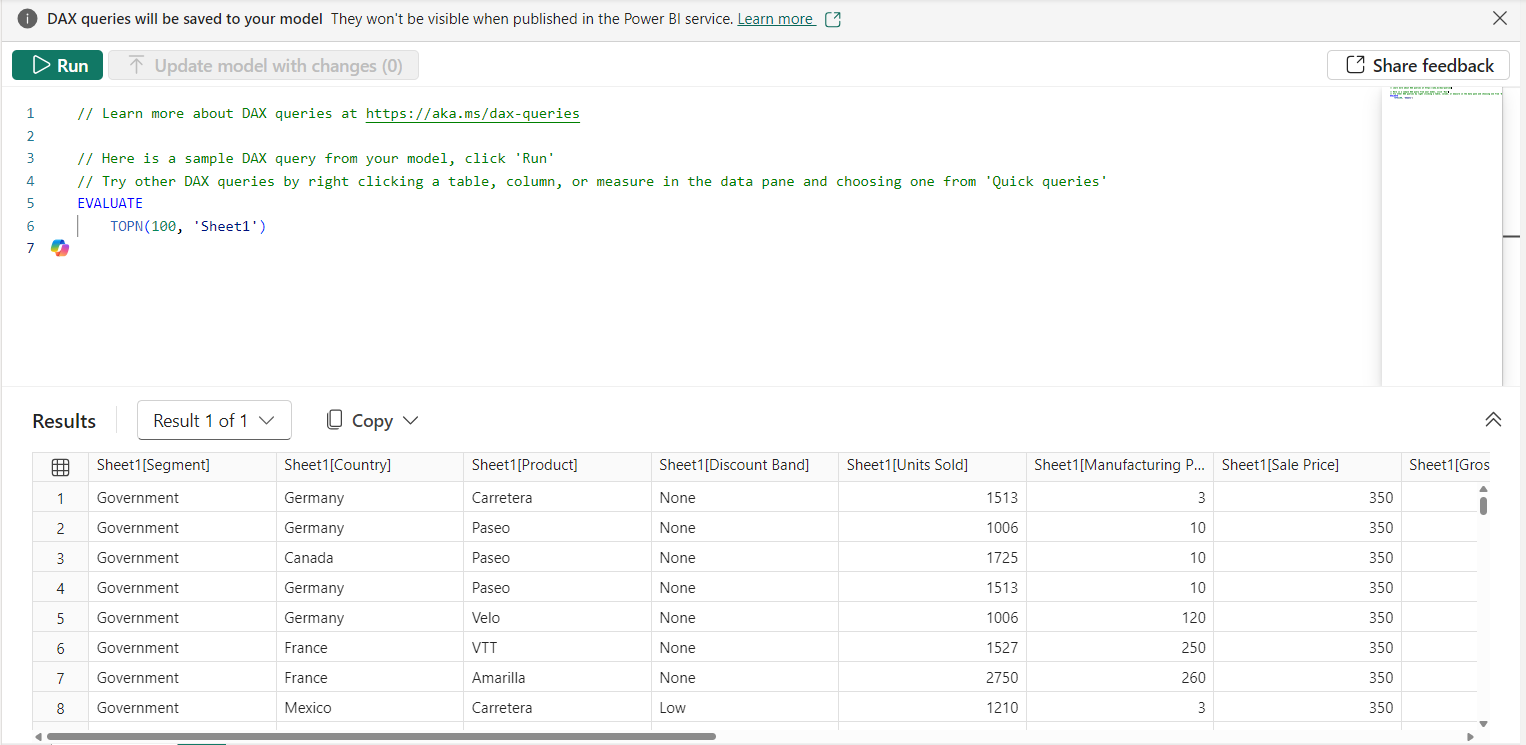 DAX queries will be saved to your model They won't be visible when published in the Power BI service. Learn more
Run Update model with changes (0) Share feedback
1 // Learn more about DAX queries at https://aka.ms/dax-queries
2
3 // Here is a sample DAX query from your model, click 'Run'
4 // Try other DAX queries by right clicking a table, column, or measure in the data pane and choosing one from 'Quick queries'
5 EVALUATE
6 TOPN(100, 'Sheet1')
7
Results Result 1 of 1 Copy
Sheet1[Segment] Sheet1[Country] Sheet1[Product] Sheet1[Discount Band] Sheet1[Units Sold] Sheet1[Manufacturing P... Sheet1[Sale Price] Sheet1[Gros
1 Government Germany Carretera None 1513 3 350
2 Government Germany Paseo None 1006 10 350
3 Government Canada Paseo None 1725 10 350
4 Government Germany Paseo None 1513 10 350
5 Government Germany Velo None 1006 120 350
6 Government France VTT None 1527 250 350
7 Government France Amarilla None 2750 260 350
8 Government Mexico Carretera Low 1210 3 350